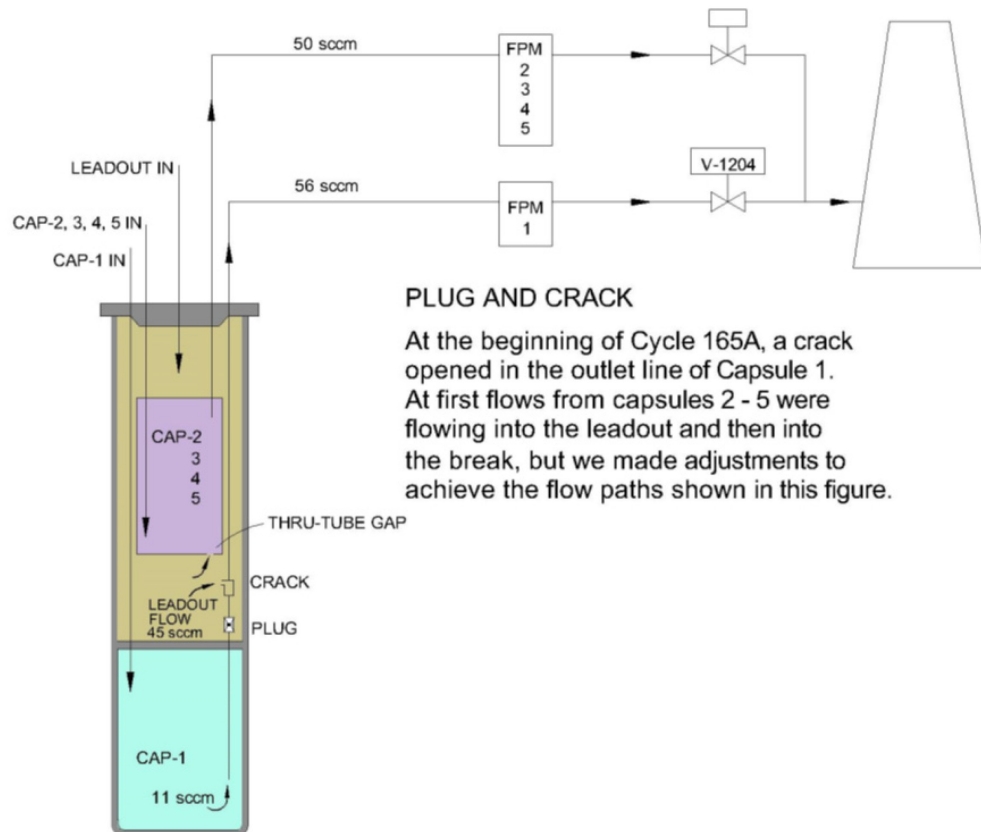 50 sccm
FPM
2
3
4
5
LEADOUT IN
V-1204
56 sccm
CAP-2, 3, 4, 5 IN
FPM
1
CAP-1 IN
PLUG AND CRACK
At the beginning of Cycle 165A, a crack
opened in the outlet line of Capsule 1.
At first flows from capsules 2 - 5 were
flowing into the leadout and then into
the break, but we made adjustments to
achieve the flow paths shown in this figure.
CAP-2
3
4
5
THRU-TUBE GAP
CRACK
LEADOUT
FLOW
45 sccm
PLUG
CAP-1
11 sccm